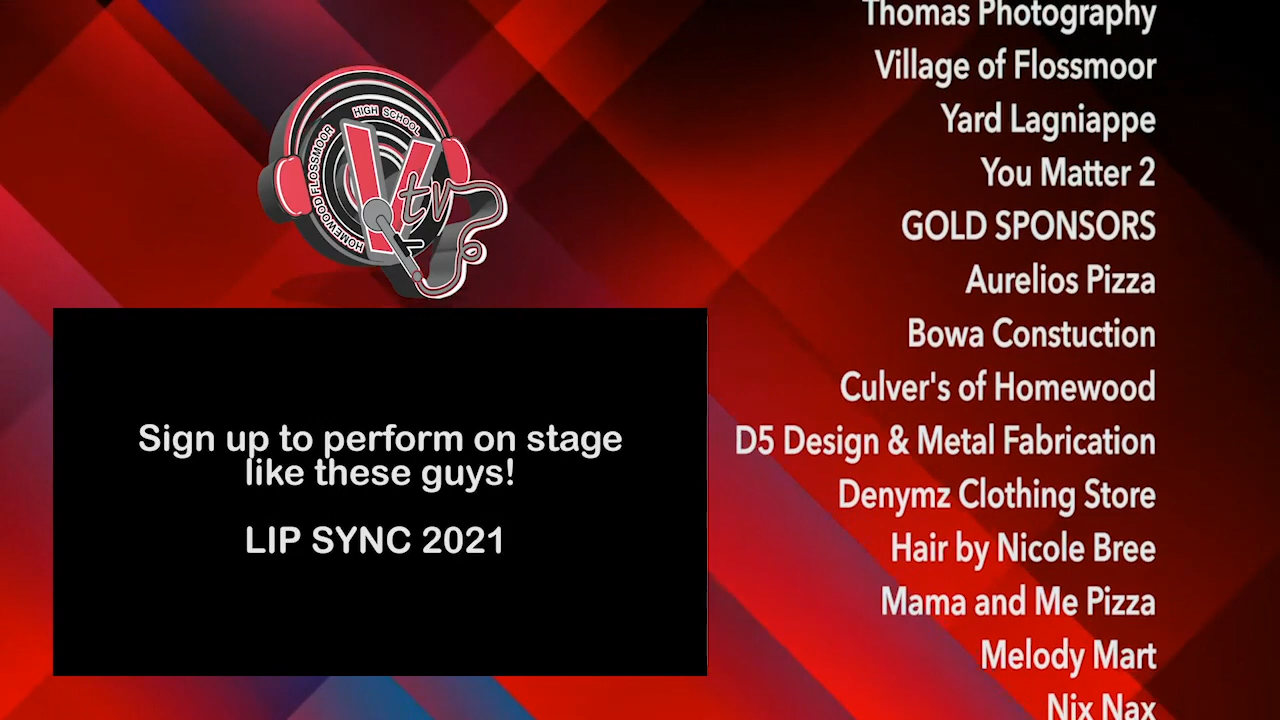 HOMEWOOD FLOSSMOOR
HIGH SCHOOL
V
tv
Sign up to perform on stage
like these guys!
LIP SYNC 2021
Thomas Photography
Village of Flossmoor
Yard Lagniappe
You Matter 2
GOLD SPONSORS
Aurelios Pizza
Bowa Constuction
Culver's of Homewood
D5 Design & Metal Fabrication
Denymz Clothing Store
Hair by Nicole Bree
Mama and Me Pizza
Melody Mart
Nix Nax